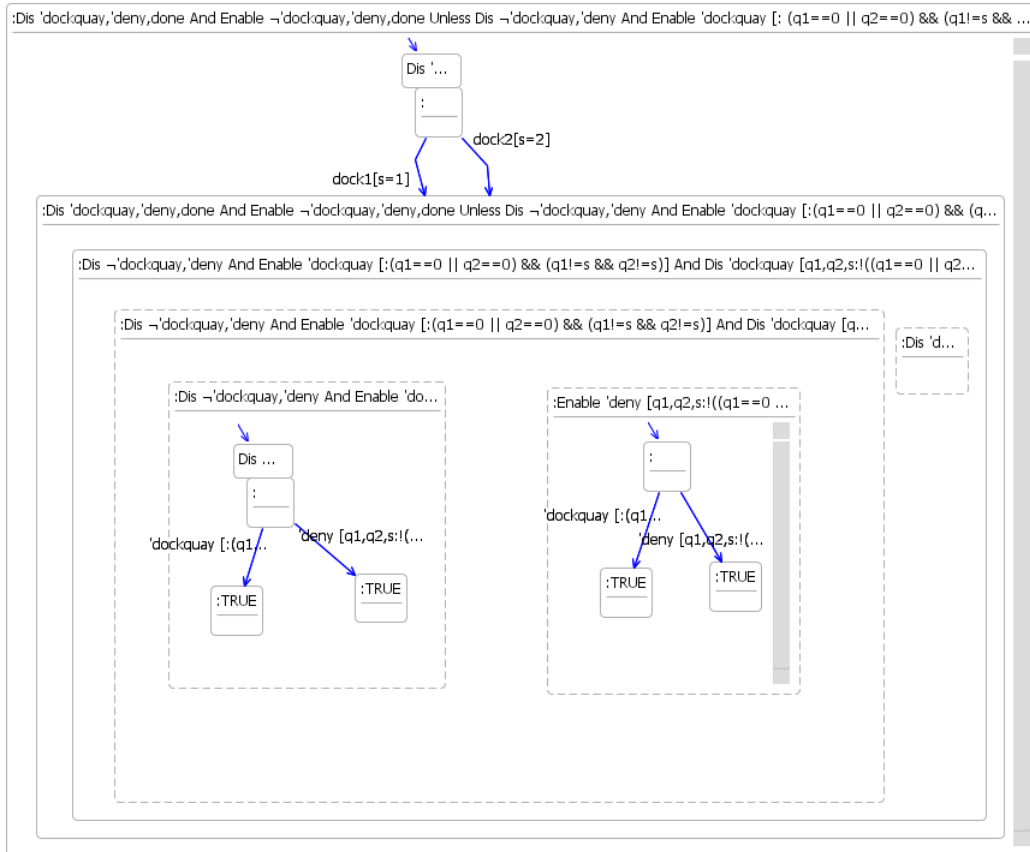 :Dis 'dockquay,'deny,done And Enable ¬'dockquay,'deny,done Unless Dis ¬'dockquay,'deny And Enable 'dockquay [: (q1==0 || q2==0) && (q1!=s && ...
Dis '...
:
dock2[s=2]
dock1[s=1]
:Dis 'dockquay,'deny,done And Enable ¬'dockquay,'deny,done Unless Dis ¬'dockquay,'deny And Enable 'dockquay [:(q1==0 || q2==0) && (q...
:Dis ¬'dockquay,'deny And Enable 'dockquay [:(q1==0 || q2==0) && (q1!=s && q2!=s)] And Dis 'dockquay [q1,q2,s:!((q1==0 || q2...
:Dis ¬'dockquay,'deny And Enable 'dockquay [:(q1==0 || q2==0) && (q1!=s && q2!=s)] And Dis 'dockquay [q...
:Dis 'd...
:Dis ¬'dockquay,'deny And Enable 'do...
:Enable 'deny [q1,q2,s:!((q1==0 ...
Dis ...
:
:
'dockquay [:(q1...
'deny [q1,q2,s:!(...
'dockquay [:(q1...
'deny [q1,q2,s:!(...
:TRUE
:TRUE
:TRUE
:TRUE